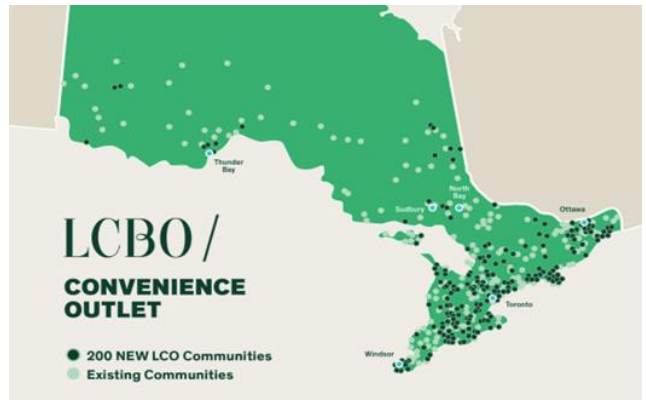 Thunder
Bay
North
Bay
Sudbury
Ottawa
LCBO /
CONVENIENCE
OUTLET
Toronto
Windsor
200 NEW LCO Communities
Existing Communities